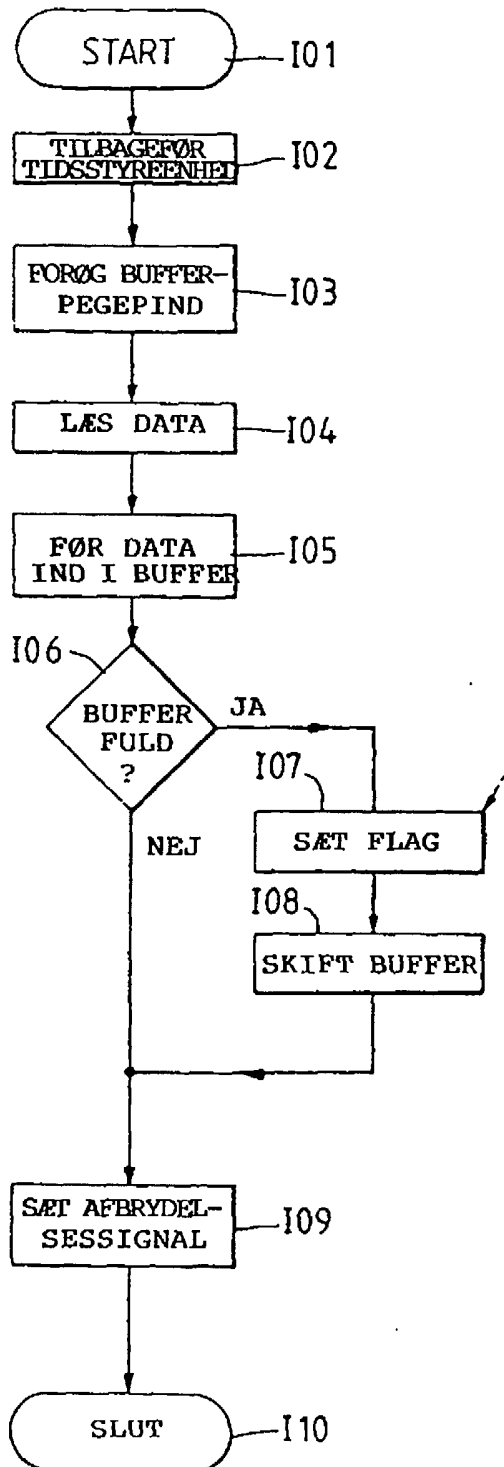 START
I01
TILBAGEFØR
TIDSSTYREENHED
I02
FORØG BUFFER-
PEGEPIND
I03
LÆS DATA
I04
FØR DATA
IND I BUFFER
I05
I06
BUFFER
FULD
?
JA
NEJ
I07
SÆT FLAG
I08
SKIFT BUFFER
SÆT AFBRYDEL-
SESSIGNAL
I09
SLUT
I10